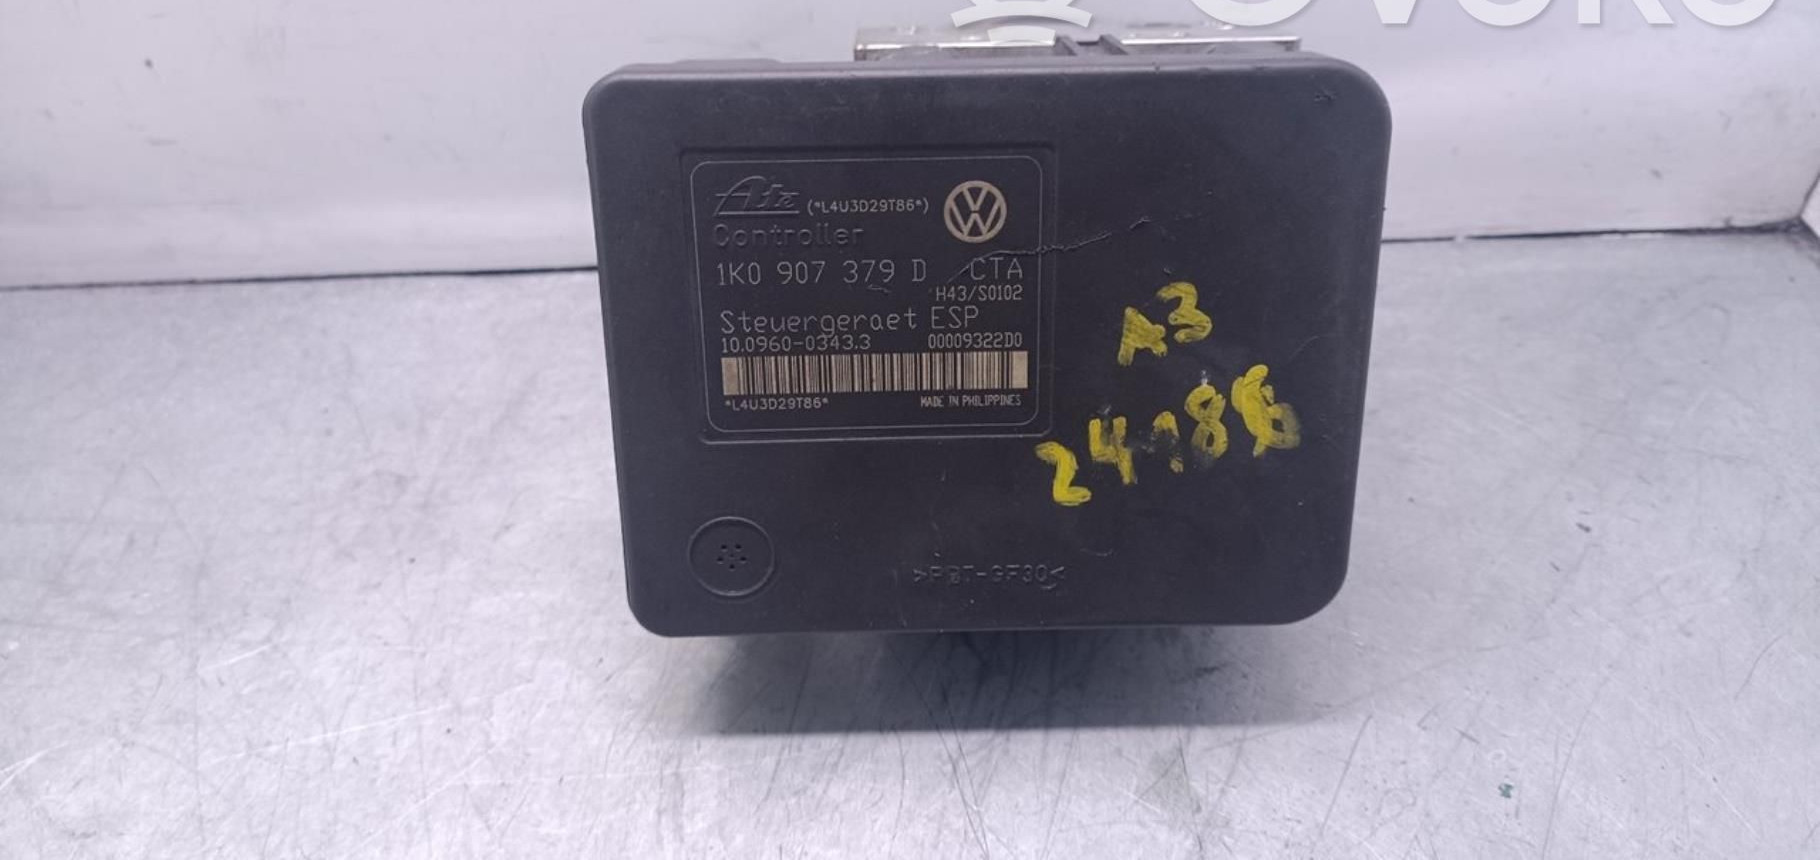 OVOKO
Ate (*L4U3D29T86*)
Controller
1K0 907 379 D CTA
H43/S0102
Steuergeraet ESP
10.0960-0343.3 00009322D0
*L4U3D29T86* MADE IN PHILIPPINES
A3
>PBT-GF30<